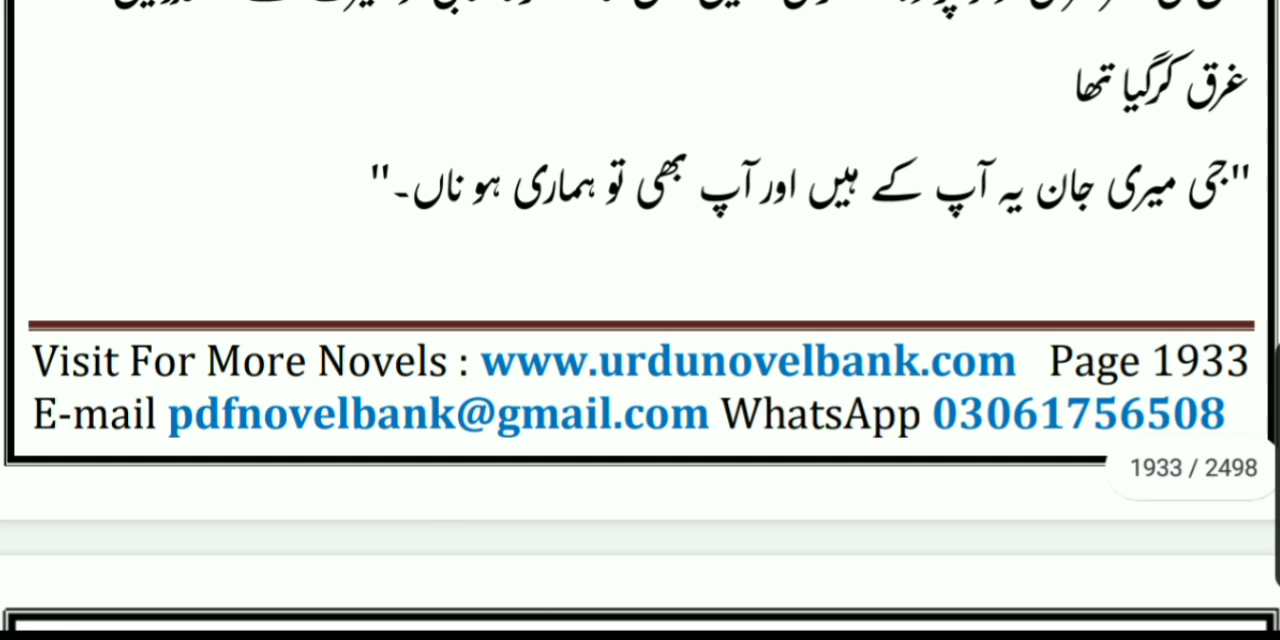 غرق کرگیا تھا
"جی میری جان یہ آپ کے ہیں اور آپ بھی تو ہماری ہو ناں۔"
Visit For More Novels : www.urdunovelbank.com Page 1933
E-mail pdfnovelbank@gmail.com WhatsApp 03061756508
1933 / 2498